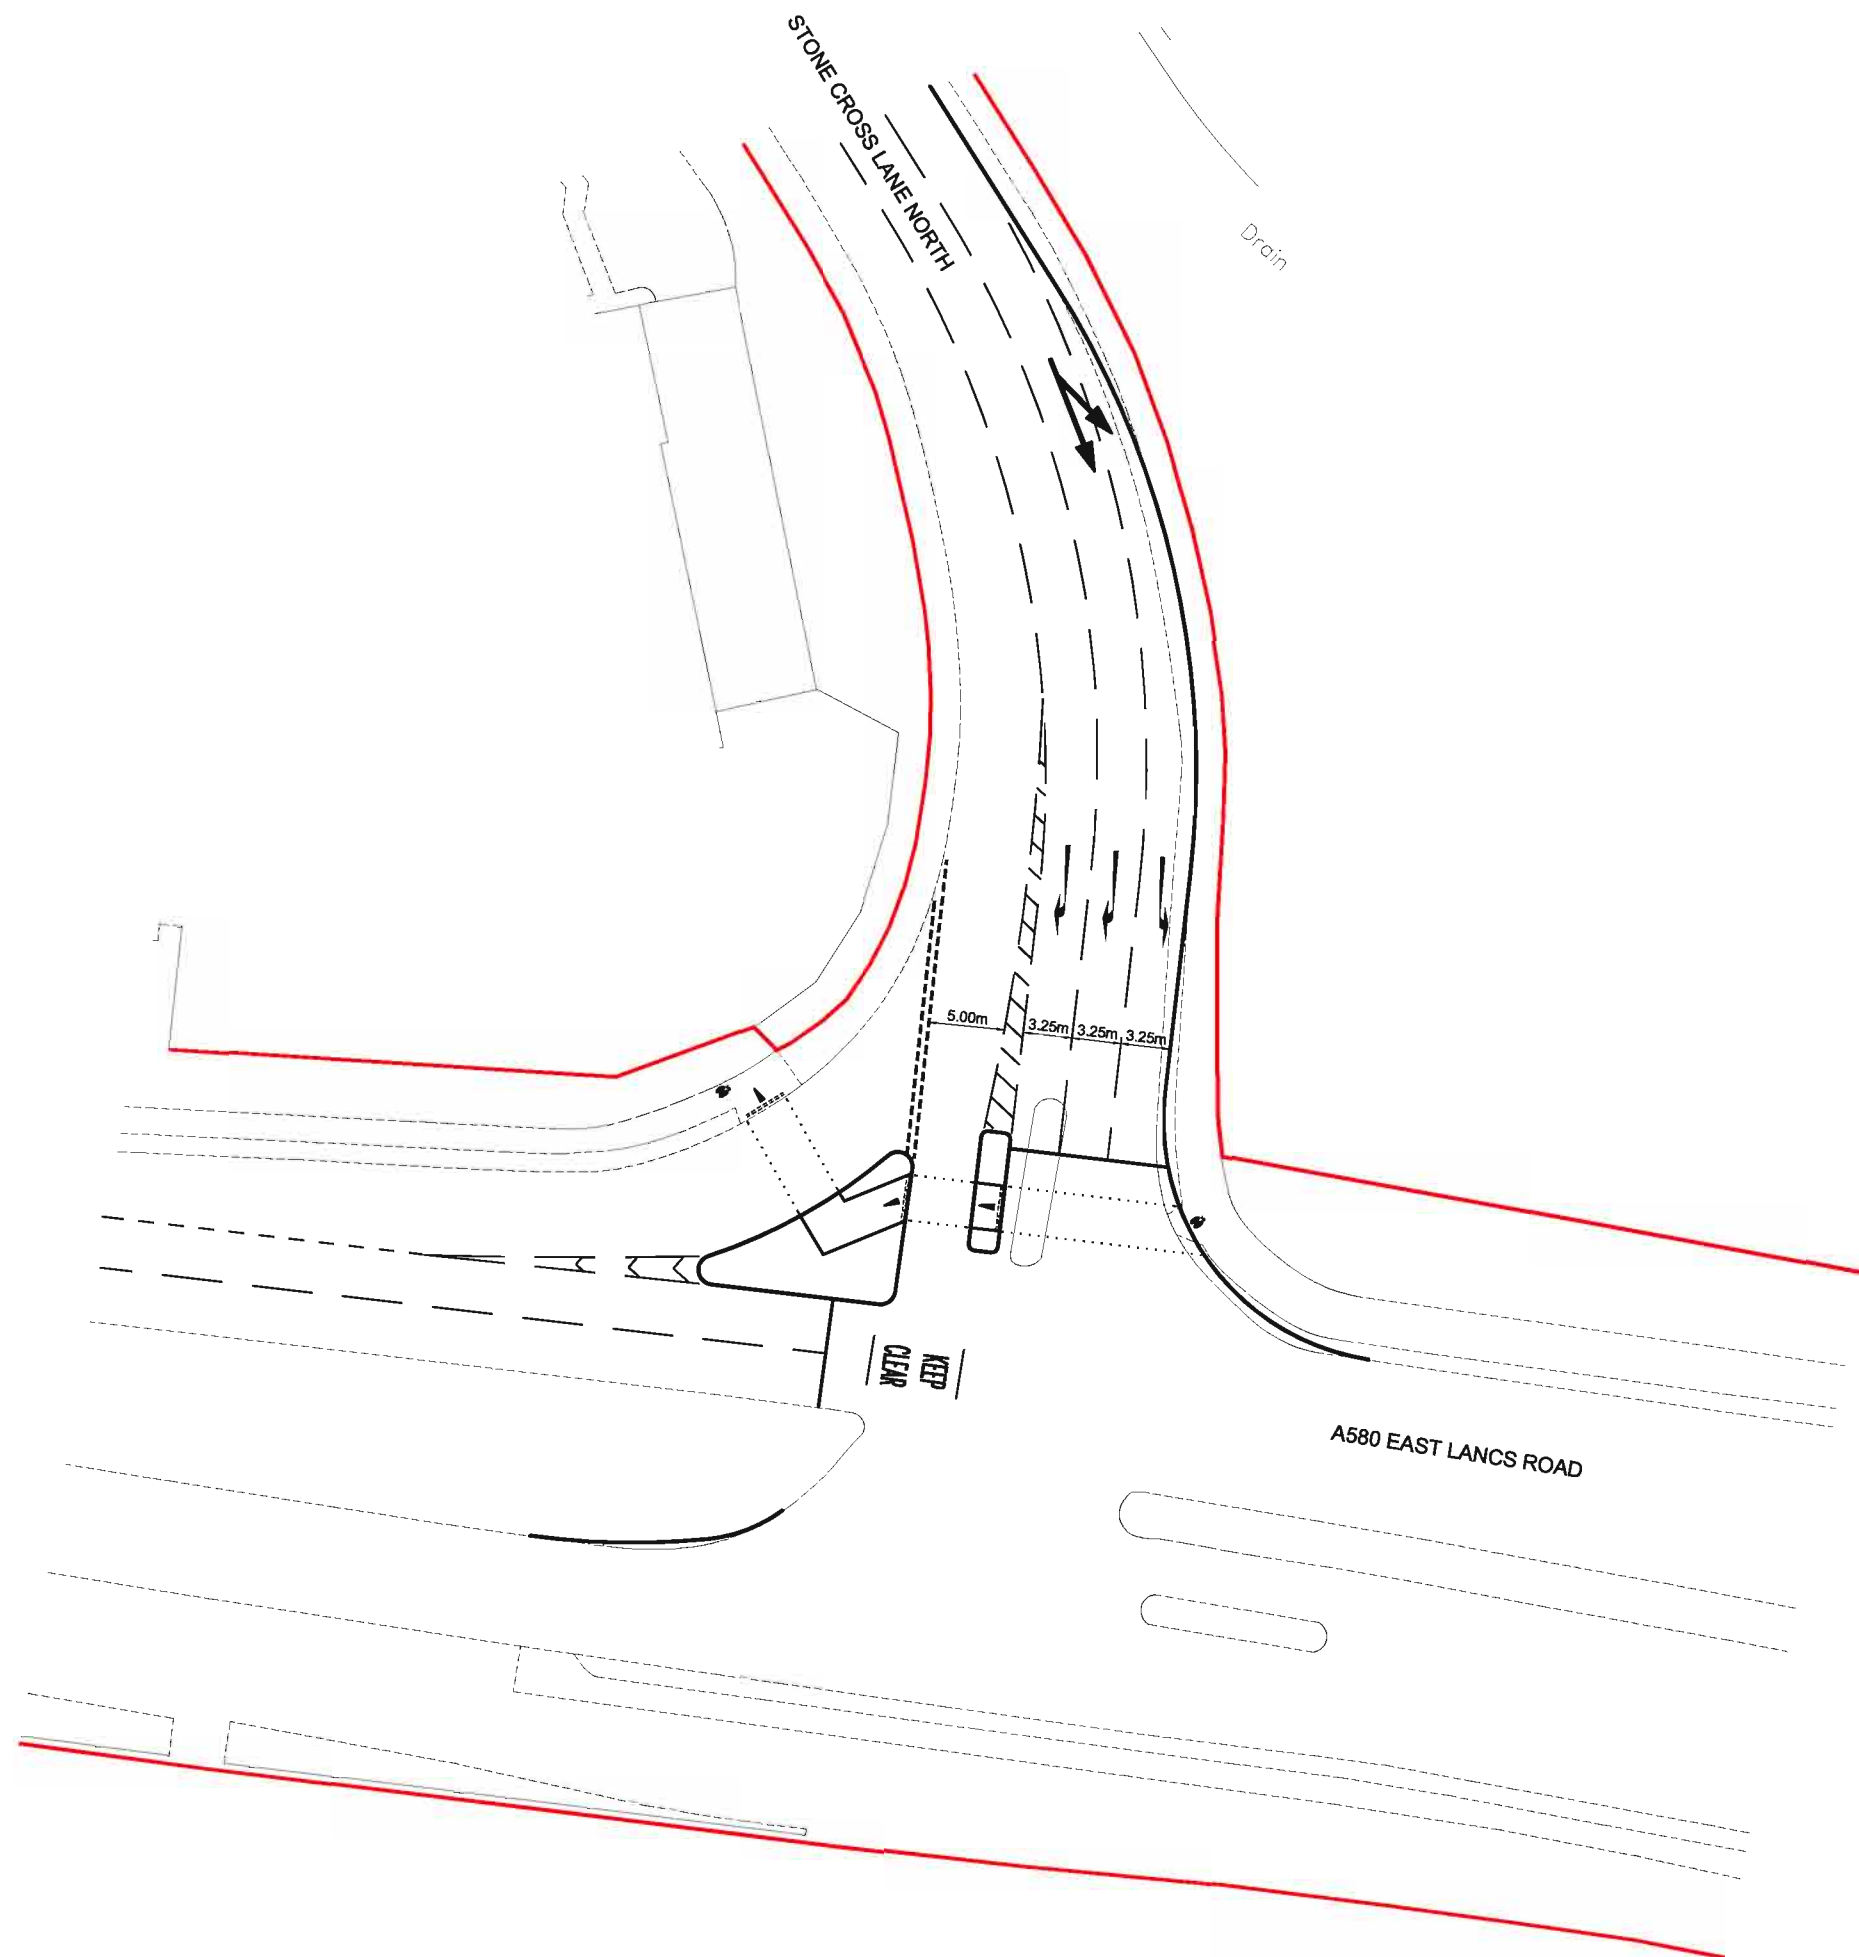 STONE CROSS LANE NORTH
Drain
5.00m
3.25m
3.25m
3.25m
KEEP
CLEAR
A580 EAST LANCS ROAD